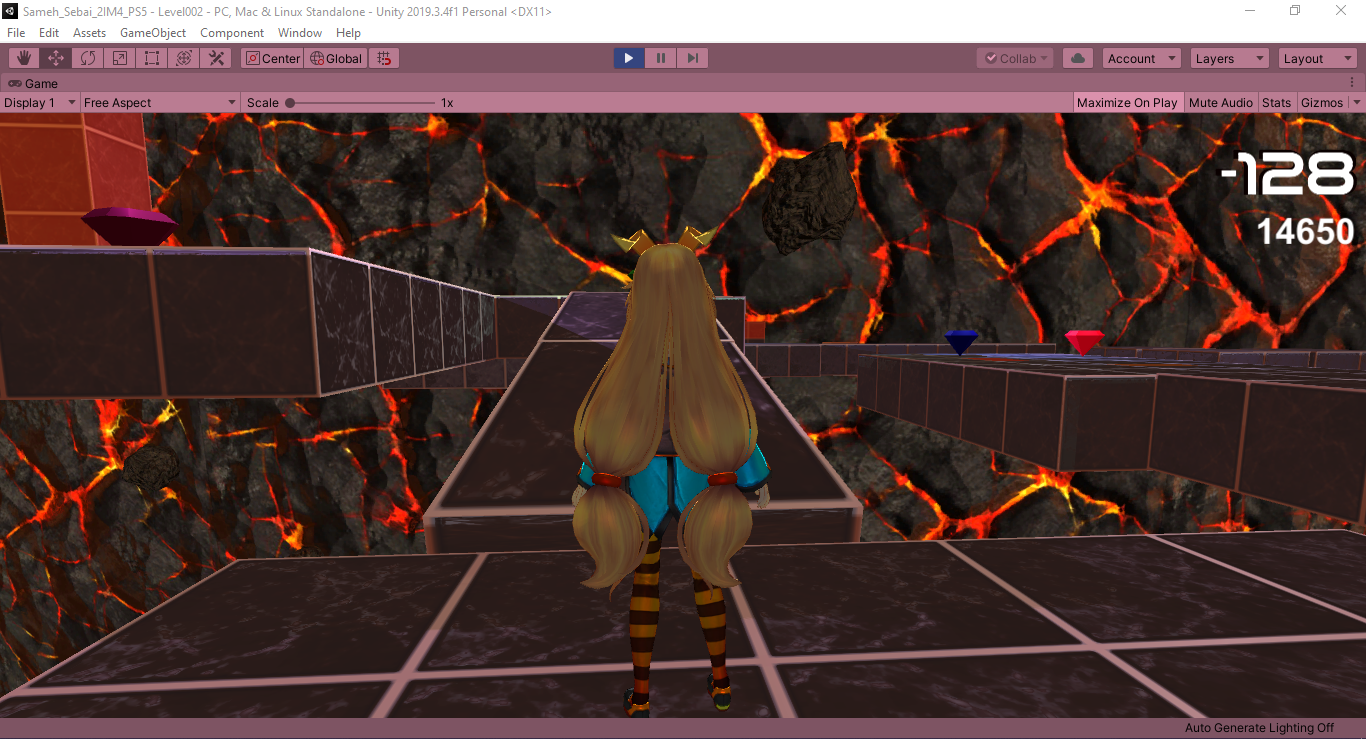 Sameh_Sebai_2IM4_PS5 - Level002 - PC, Mac & Linux Standalone - Unity 2019.3.4f1 Personal <DX11>
File Edit Assets GameObject Component Window Help
Center Global Collab Account Layers Layout
Game
Display 1 Free Aspect Scale 1x Maximize On Play Mute Audio Stats Gizmos
-128
14650
Auto Generate Lighting Off